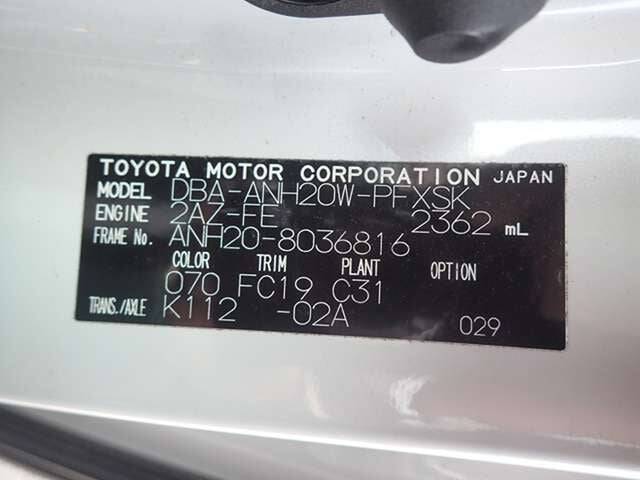 TOYOTA MOTOR CORPORATION JAPAN
MODEL DBA-ANH20W-PFXSK
ENGINE 2AZ-FE 2362 mL
FRAME No. ANH20-8036816
COLOR TRIM PLANT OPTION
070 FC19 C31
TRANS./AXLE K112 -02A 029